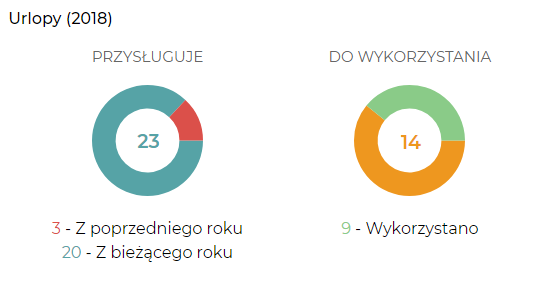 Urlopy (2018)
PRZYSŁUGUJE
23
3 - Z poprzedniego roku
20 - Z bieżącego roku
DO WYKORZYSTANIA
14
9 - Wykorzystano